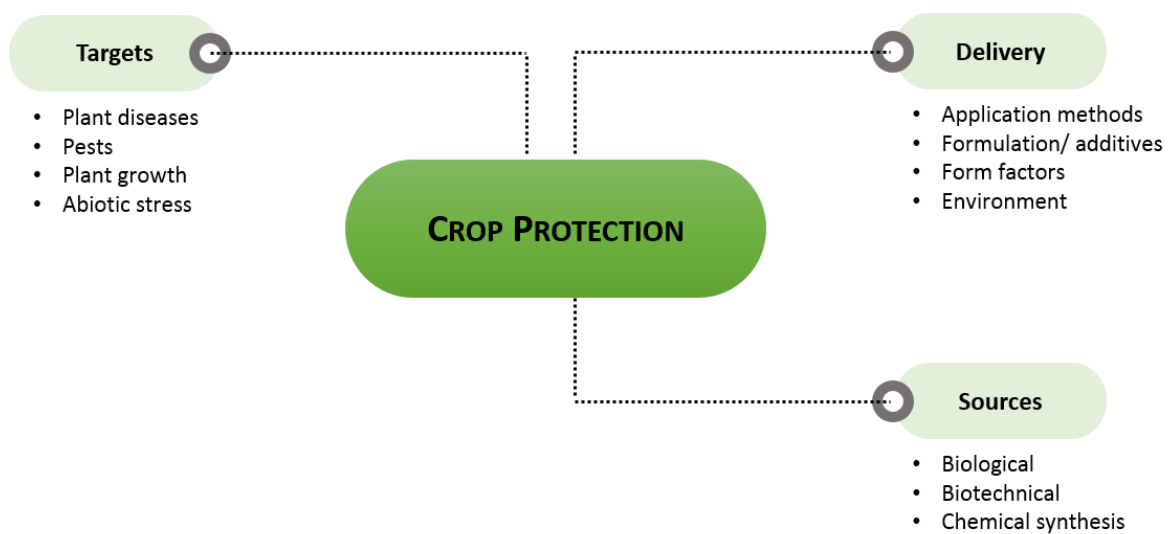 Targets
• Plant diseases
• Pests
• Plant growth
• Abiotic stress
Delivery
• Application methods
• Formulation/ additives
• Form factors
• Environment
CROP PROTECTION
Sources
• Biological
• Biotechnical
• Chemical synthesis